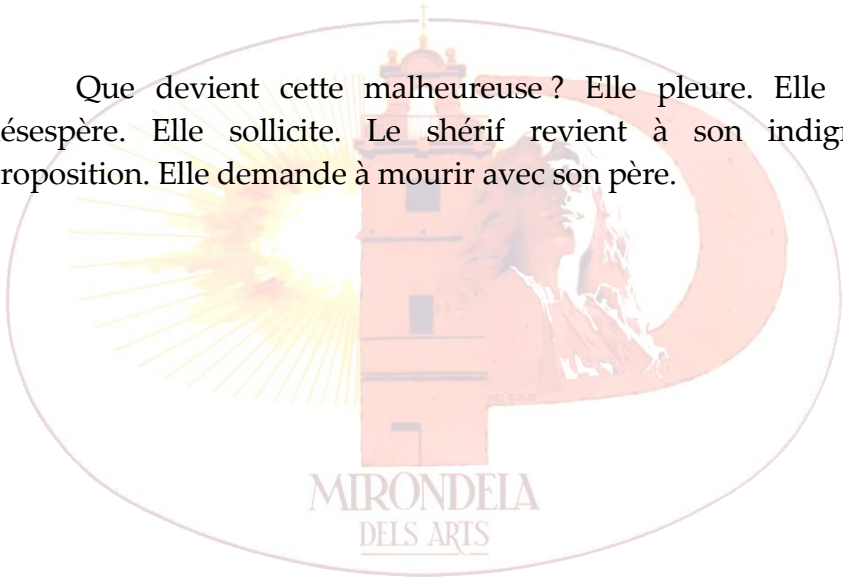 Que devient cette malheureuse ? Elle pleure. Elle
ésespère. Elle sollicite. Le shérif revient à son indign
roposition. Elle demande à mourir avec son père.
MIRONDELA
DELS ARTS